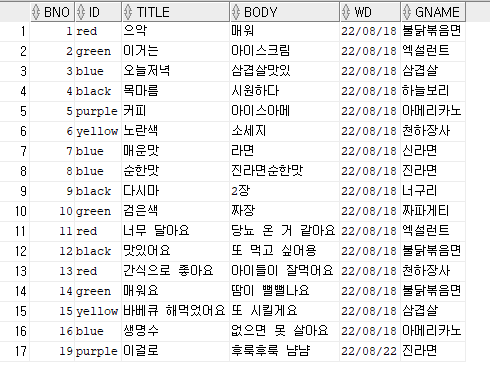 BNO ID TITLE BODY WD GNAME
1 1 red 으악 매워 22/08/18 불닭볶음면
2 2 green 이거는 아이스크림 22/08/18 엑설런트
3 3 blue 오늘저녁 삼겹살맛있 22/08/18 삼겹살
4 4 black 목마름 시원하다 22/08/18 하늘보리
5 5 purple 커피 아이스아메 22/08/18 아메리카노
6 6 yellow 노란색 소세지 22/08/18 천하장사
7 7 blue 매운맛 라면 22/08/18 신라면
8 8 blue 순한맛 진라면순한맛 22/08/18 진라면
9 9 black 다시마 2장 22/08/18 너구리
10 10 green 검은색 짜장 22/08/18 짜파게티
11 11 red 너무 달아요 당뇨 온 거 같아요 22/08/18 엑설런트
12 12 black 맛있어요 또 먹고 싶어용 22/08/18 불닭볶음면
13 13 red 간식으로 좋아요 아이들이 잘먹어요 22/08/18 천하장사
14 14 green 매워요 땀이 뻘뻘나요 22/08/18 불닭볶음면
15 15 yellow 바베큐 해먹었어요 또 시킬게요 22/08/18 삼겹살
16 16 blue 생명수 없으면 못 살아요 22/08/18 아메리카노
17 19 purple 이걸로 후룩후룩 냠냠 22/08/22 진라면